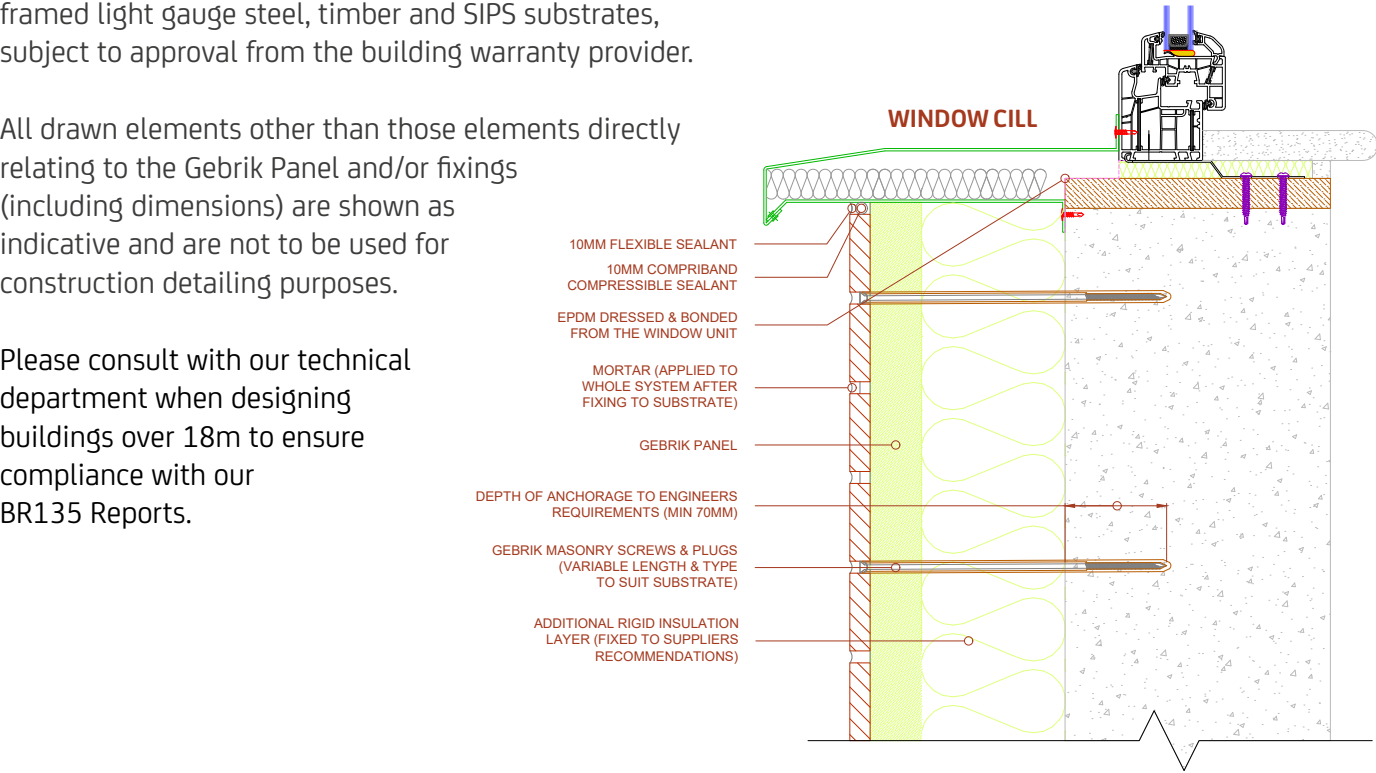 framed light gauge steel, timber and SIPS substrates,
subject to approval from the building warranty provider.
All drawn elements other than those elements directly
relating to the Gebrik Panel and/or fixings
(including dimensions) are shown as
indicative and are not to be used for
construction detailing purposes.
Please consult with our technical
department when designing
buildings over 18m to ensure
compliance with our
BR135 Reports.
WINDOW CILL
10MM FLEXIBLE SEALANT
10MM COMPRIBAND
COMPRESSIBLE SEALANT
EPDM DRESSED & BONDED
FROM THE WINDOW UNIT
MORTAR (APPLIED TO
WHOLE SYSTEM AFTER
FIXING TO SUBSTRATE)
GEBRIK PANEL
DEPTH OF ANCHORAGE TO ENGINEERS
REQUIREMENTS (MIN 70MM)
GEBRIK MASONRY SCREWS & PLUGS
(VARIABLE LENGTH & TYPE
TO SUIT SUBSTRATE)
ADDITIONAL RIGID INSULATION
LAYER (FIXED TO SUPPLIERS
RECOMMENDATIONS)